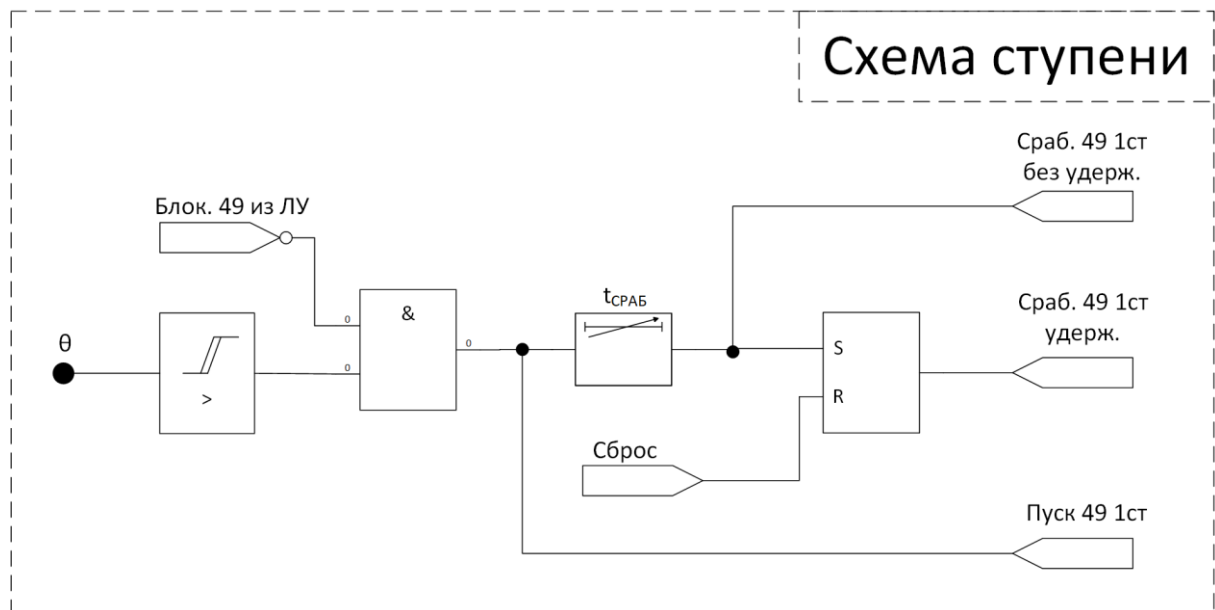 Схема ступени
Сраб. 49 1ст
без удерж.
Блок. 49 из ЛУ
0
&
0
0
θ
>
tСРАБ
S
R
Сраб. 49 1ст
удерж.
Сброс
Пуск 49 1ст